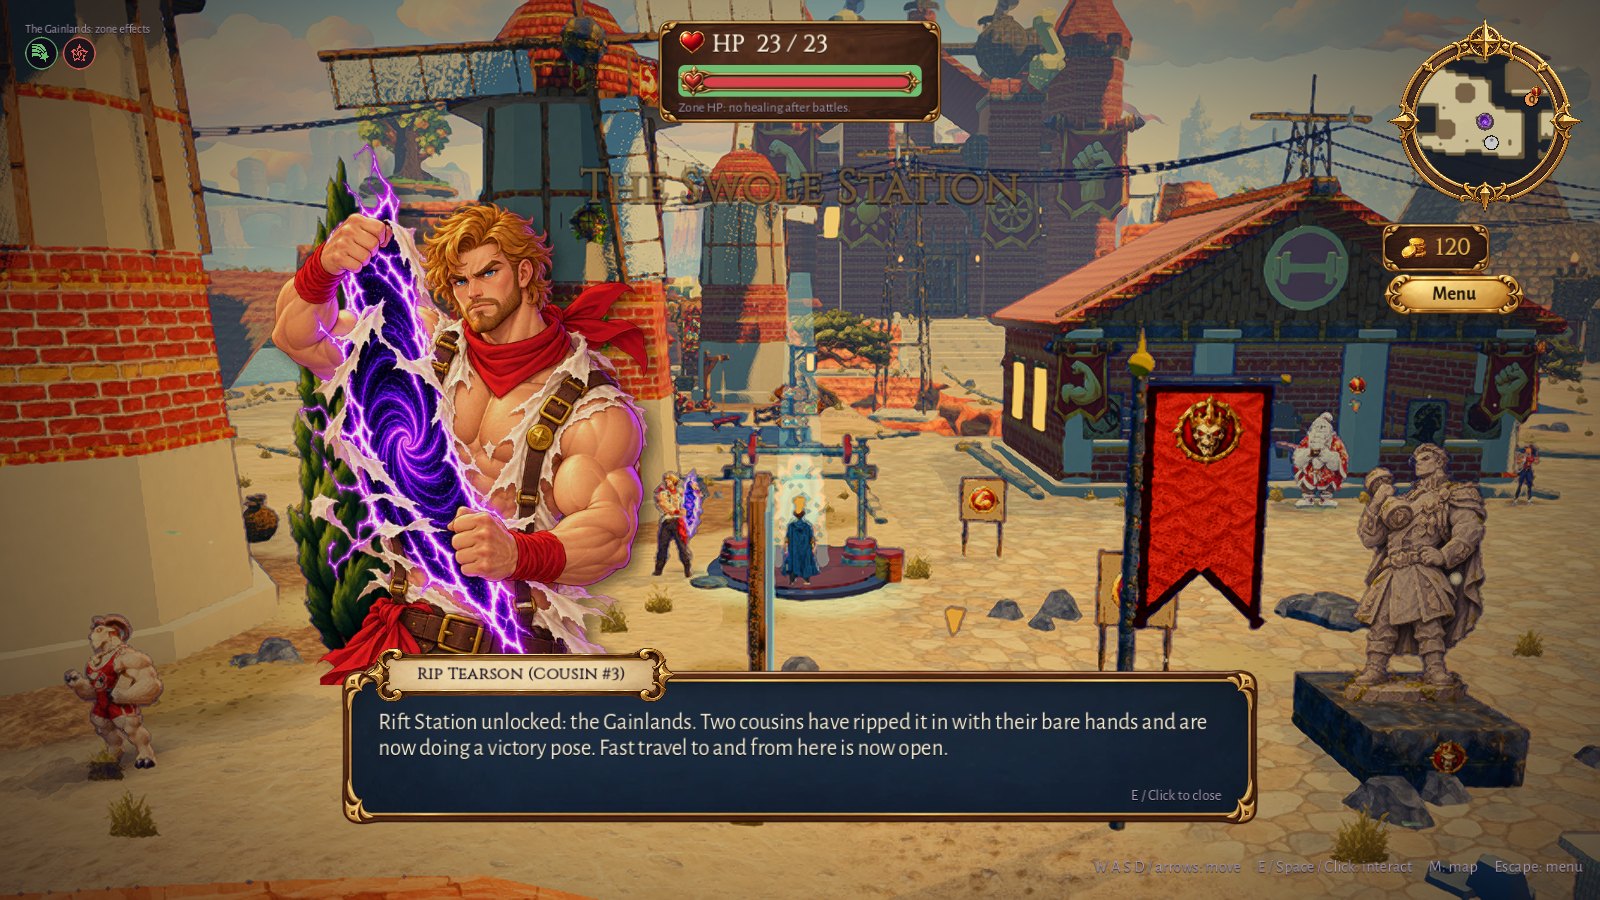 The Gainlands: zone effects
HP 23 / 23
Zone HP: no healing after battles.
The Swole Station
120
Menu
Rip Tearson (Cousin #3)
Rift Station unlocked: the Gainlands. Two cousins have ripped it in with their bare hands and are
now doing a victory pose. Fast travel to and from here is now open.
E / Click to close
W A S D / arrows: move E / Space / Click: interact M: map Escape: menu